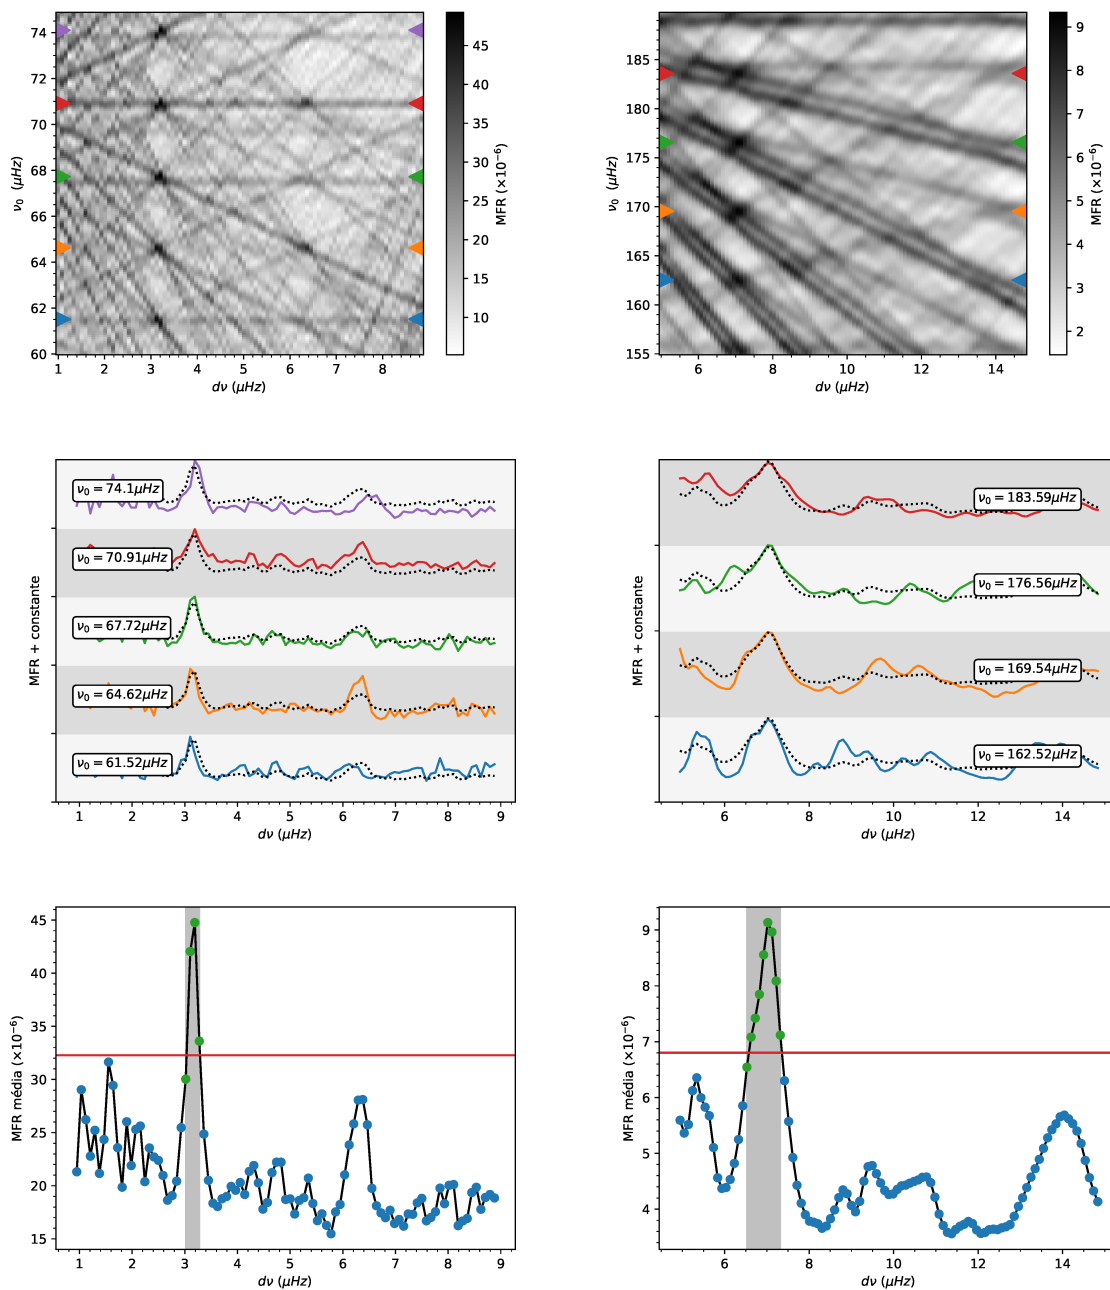 74
72
70
68
66
64
62
60
ν₀ (μHz)
1 2 3 4 5 6 7 8
dν (μHz)
45
40
35
30
25
20
15
10
MFR (×10⁻⁶)
185
180
175
170
165
160
155
ν₀ (μHz)
6 8 10 12 14
dν (μHz)
9
8
7
6
5
4
3
2
MFR (×10⁻⁶)
MFR + constante
ν₀ = 74.1μHz
ν₀ = 70.91μHz
ν₀ = 67.72μHz
ν₀ = 64.62μHz
ν₀ = 61.52μHz
1 2 3 4 5 6 7 8 9
dν (μHz)
MFR + constante
ν₀ = 183.59μHz
ν₀ = 176.56μHz
ν₀ = 169.54μHz
ν₀ = 162.52μHz
6 8 10 12 14
dν (μHz)
45
40
35
30
25
20
15
MFR média (×10⁻⁶)
1 2 3 4 5 6 7 8 9
dν (μHz)
9
8
7
6
5
4
MFR média (×10⁻⁶)
6 8 10 12 14
dν (μHz)